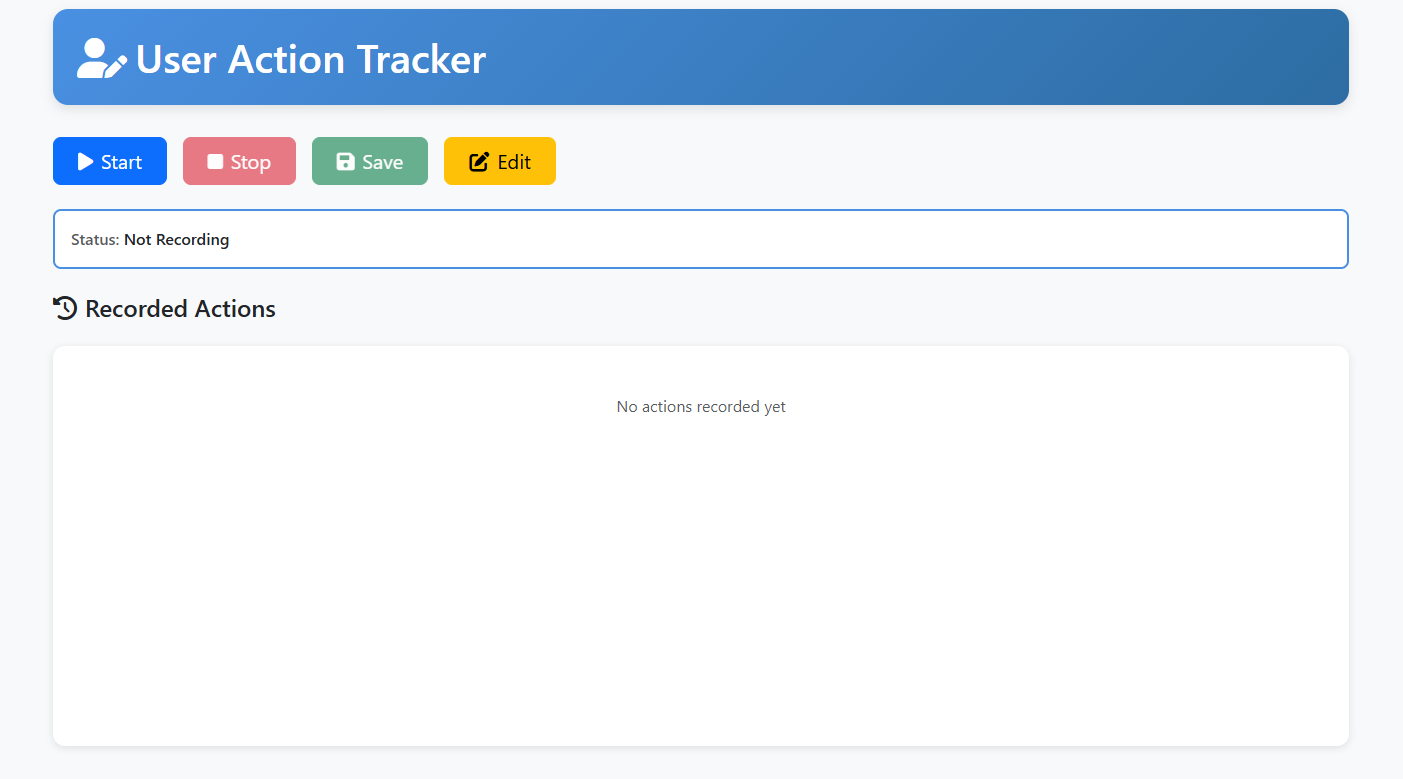 User Action Tracker
Start Stop Save Edit
Status: Not Recording
Recorded Actions
No actions recorded yet